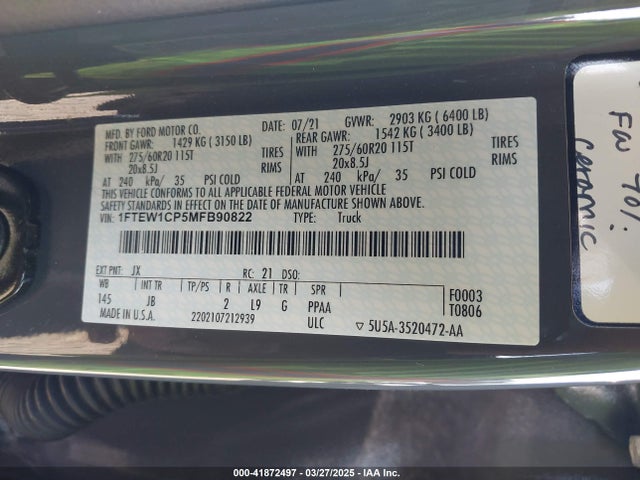 MFD. BY FORD MOTOR CO.
DATE: 07/21 GVWR: 2903 KG ( 6400 LB)
FRONT GAWR: 1429 KG ( 3150 LB)
REAR GAWR: 1542 KG ( 3400 LB)
WITH 275/60R20 115T TIRES
WITH 275/60R20 115T TIRES
20x8.5J RIMS
20x8.5J RIMS
AT 240 kPa/ 35 PSI COLD
AT 240 kPa/ 35 PSI COLD
THIS VEHICLE CONFORMS TO ALL APPLICABLE FEDERAL MOTOR VEHICLE
SAFETY STANDARDS IN EFFECT ON THE DATE OF MANUFACTURE SHOWN ABOVE.
VIN: 1FTEW1CP5MFB90822 TYPE: Truck
EXT PNT: JX RC: 21 DSO:
WB INT TR TP/PS R AXLE TR SPR
145 JB 2 L9 G PPAA
F0003
T0806
MADE IN U.S.A. 2202107212939 ULC ▽ 5U5A-3520472-AA
FW 70%
Ceramic
000-41872497 - 03/27/2025 - IAA Inc.